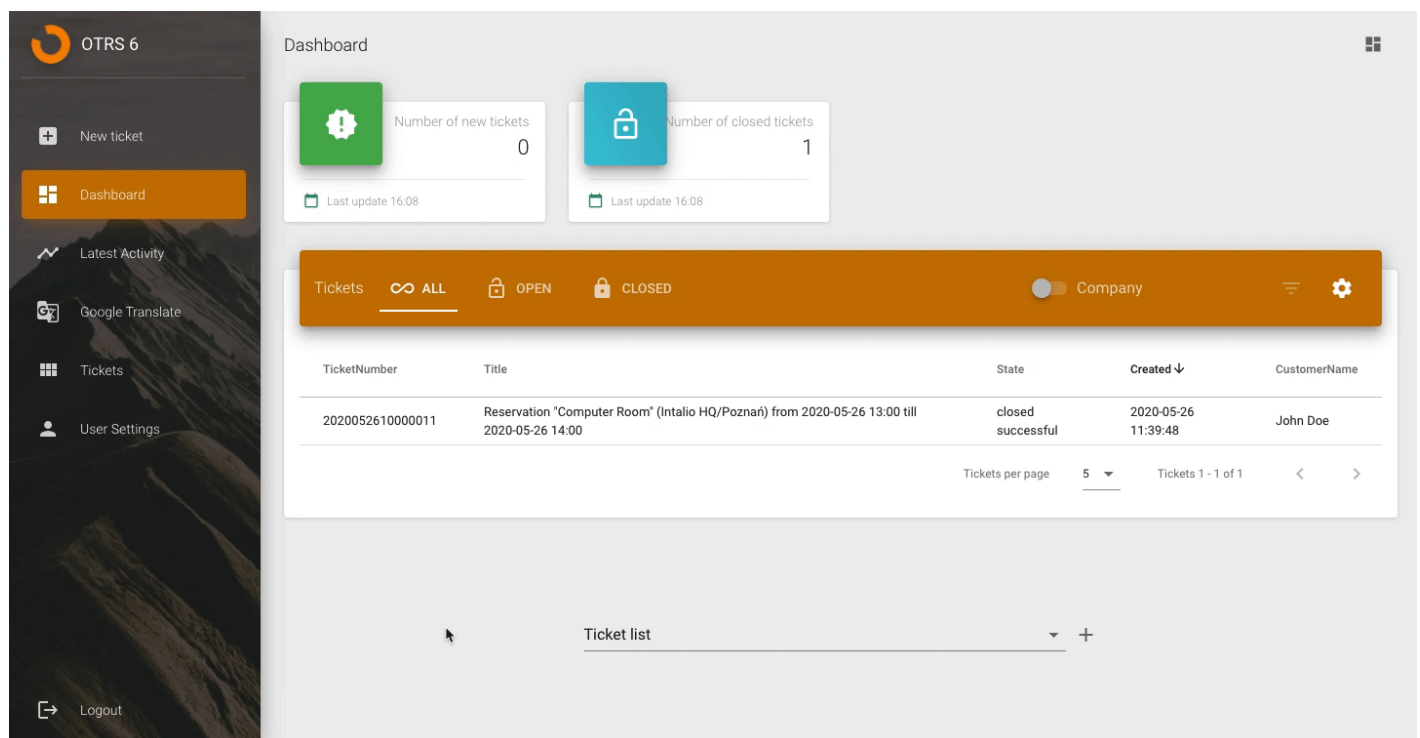 OTRS 6
New ticket
Dashboard
Latest Activity
Google Translate
Tickets
User Settings
Logout
Dashboard
Number of new tickets
0
Last update 16:08
Number of closed tickets
1
Last update 16:08
Tickets ALL OPEN CLOSED Company
TicketNumber Title State Created CustomerName
2020052610000011 Reservation "Computer Room" (Intalio HQ/Poznań) from 2020-05-26 13:00 till closed 2020-05-26 John Doe
2020-05-26 14:00 successful 11:39:48
Tickets per page 5 Tickets 1 - 1 of 1
Ticket list